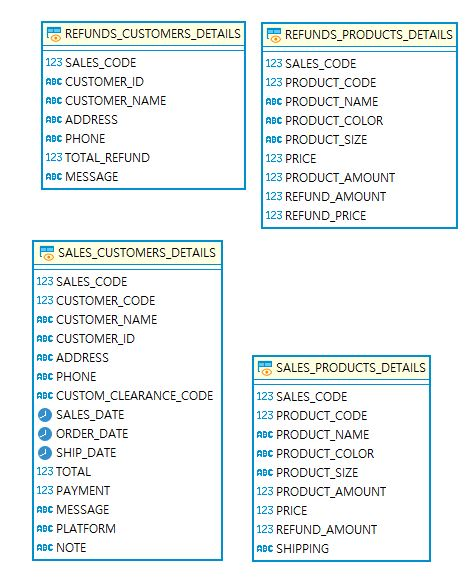 REFUNDS_CUSTOMERS_DETAILS
123 SALES_CODE
ABC CUSTOMER_ID
ABC CUSTOMER_NAME
ABC ADDRESS
ABC PHONE
123 TOTAL_REFUND
ABC MESSAGE
REFUNDS_PRODUCTS_DETAILS
123 SALES_CODE
123 PRODUCT_CODE
ABC PRODUCT_NAME
ABC PRODUCT_COLOR
ABC PRODUCT_SIZE
123 PRICE
123 PRODUCT_AMOUNT
123 REFUND_AMOUNT
123 REFUND_PRICE
SALES_CUSTOMERS_DETAILS
123 SALES_CODE
123 CUSTOMER_CODE
ABC CUSTOMER_NAME
ABC CUSTOMER_ID
ABC ADDRESS
ABC PHONE
ABC CUSTOM_CLEARANCE_CODE
SALES_DATE
ORDER_DATE
SHIP_DATE
123 TOTAL
123 PAYMENT
ABC MESSAGE
ABC PLATFORM
ABC NOTE
SALES_PRODUCTS_DETAILS
123 SALES_CODE
123 PRODUCT_CODE
ABC PRODUCT_NAME
ABC PRODUCT_COLOR
ABC PRODUCT_SIZE
123 PRODUCT_AMOUNT
123 PRICE
123 REFUND_AMOUNT
ABC SHIPPING